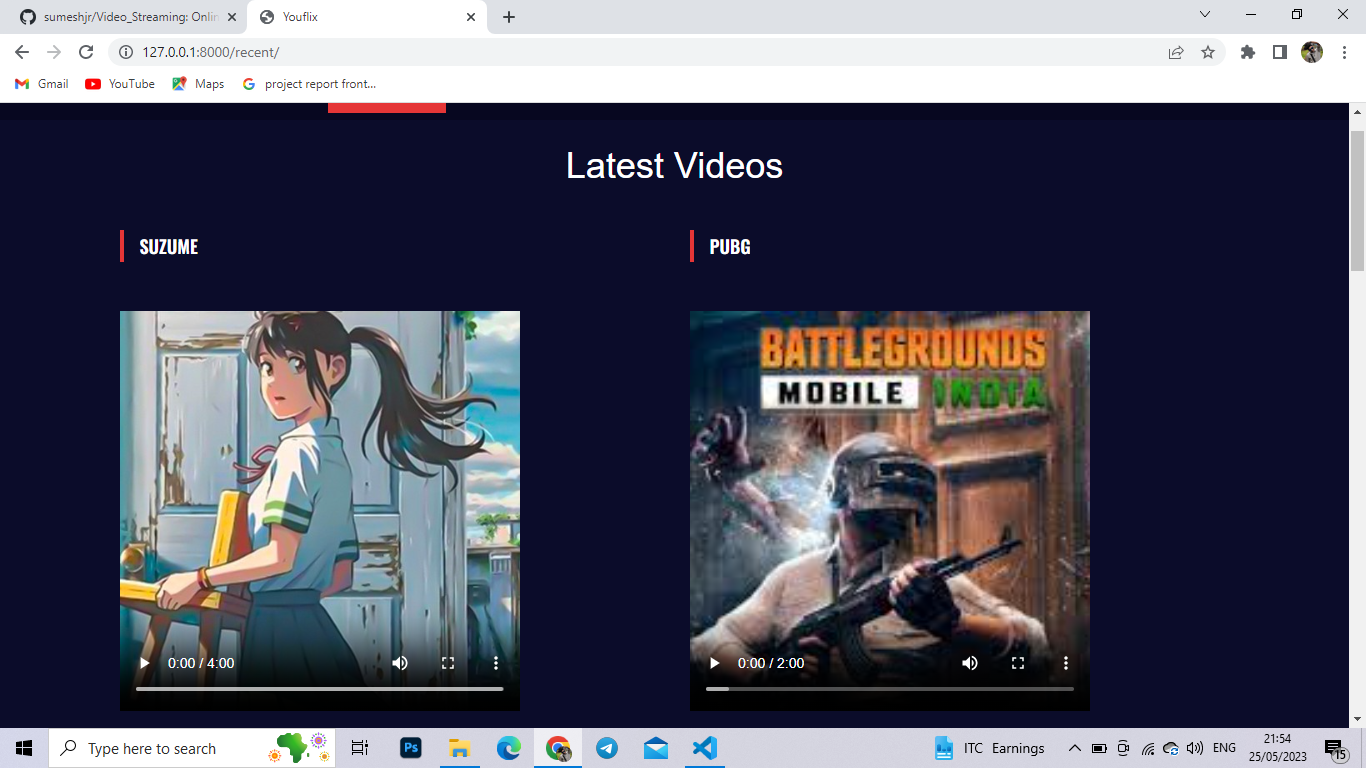 sumeshjr/Video_Streaming: Onlin
Youflix
127.0.0.1:8000/recent/
Gmail
YouTube
Maps
project report front...
Latest Videos
SUZUME
PUBG
BATTLEGROUNDS
MOBILE INDIA
0:00 / 4:00
0:00 / 2:00
Type here to search
Ps
ITC Earnings
ENG
21:54
25/05/2023
15